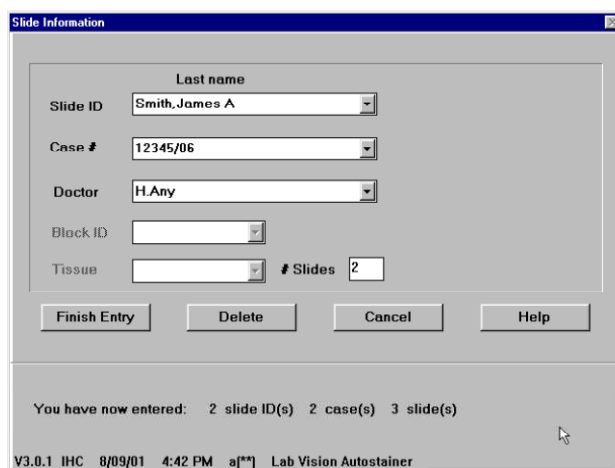 Slide Information
Last name
Slide ID Smith,James A
Case # 12345/06
Doctor H.Any
Block ID
Tissue # Slides 2
Finish Entry Delete Cancel Help
You have now entered: 2 slide ID(s) 2 case(s) 3 slide(s)
V3.0.1 IHC 8/09/01 4:42 PM a[**] Lab Vision Autostainer